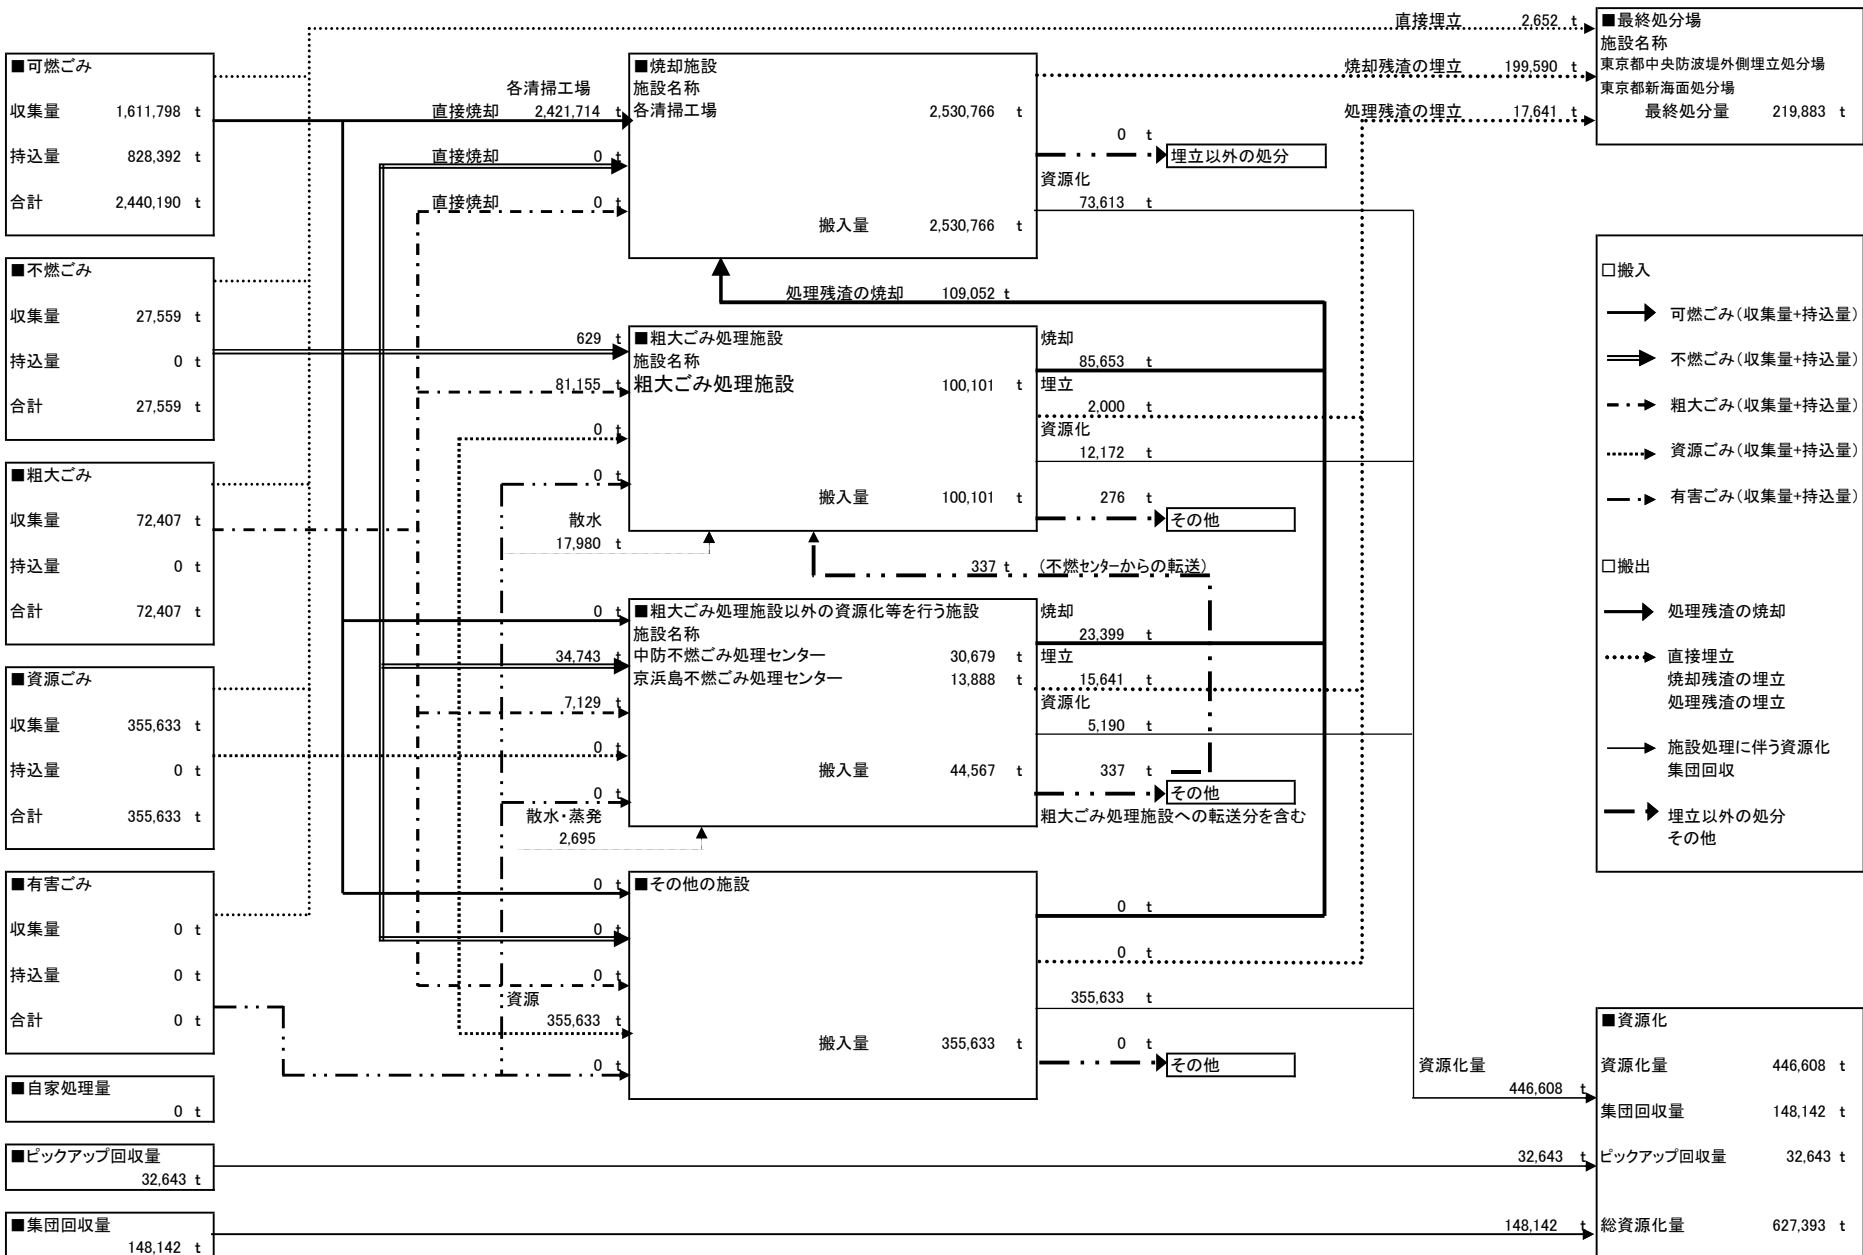 ■可燃ごみ
収集量 1,611,798 t
持込量 828,392 t
合計 2,440,190 t
■不燃ごみ
収集量 27,559 t
持込量 0 t
合計 27,559 t
■粗大ごみ
収集量 72,407 t
持込量 0 t
合計 72,407 t
■資源ごみ
収集量 355,633 t
持込量 0 t
合計 355,633 t
■有害ごみ
収集量 0 t
持込量 0 t
合計 0 t
■自家処理量
0 t
■ピックアップ回収量
32,643 t
■集団回収量
148,142 t
各清掃工場
直接焼却 2,421,714 t
直接焼却 0 t
直接焼却 0 t
■焼却施設
施設名称
各清掃工場 2,530,766 t
搬入量 2,530,766 t
0 t
埋立以外の処分
資源化
73,613 t
処理残渣の焼却 109,052 t
629 t
81,155 t
0 t
0 t
散水
17,980 t
■粗大ごみ処理施設
施設名称
粗大ごみ処理施設 100,101 t
搬入量 100,101 t
焼却
85,653 t
埋立
2,000 t
資源化
12,172 t
276 t
その他
337 t (不燃センターからの転送)
0 t
34,743 t
7,129 t
0 t
0 t
散水・蒸発
2,695
■粗大ごみ処理施設以外の資源化等を行う施設
施設名称
中防不燃ごみ処理センター 30,679 t
京浜島不燃ごみ処理センター 13,888 t
搬入量 44,567 t
焼却
23,399 t
埋立
15,641 t
資源化
5,190 t
337 t
その他
粗大ごみ処理施設への転送分を含む
0 t
0 t
0 t
資源
355,633 t
0 t
■その他の施設
搬入量 355,633 t
0 t
0 t
355,633 t
0 t
その他
直接埋立 2,652 t
焼却残渣の埋立 199,590 t
処理残渣の埋立 17,641 t
■最終処分場
施設名称
東京都中央防波堤外側埋立処分場
東京都新海面処分場
最終処分量 219,883 t
□搬入
可燃ごみ(収集量+持込量)
不燃ごみ(収集量+持込量)
粗大ごみ(収集量+持込量)
資源ごみ(収集量+持込量)
有害ごみ(収集量+持込量)
□搬出
処理残渣の焼却
直接埋立
焼却残渣の埋立
処理残渣の埋立
施設処理に伴う資源化
集団回収
埋立以外の処分
その他
資源化量
446,608 t
32,643 t
148,142 t
■資源化
資源化量 446,608 t
集団回収量 148,142 t
ピックアップ回収量 32,643 t
総資源化量 627,393 t